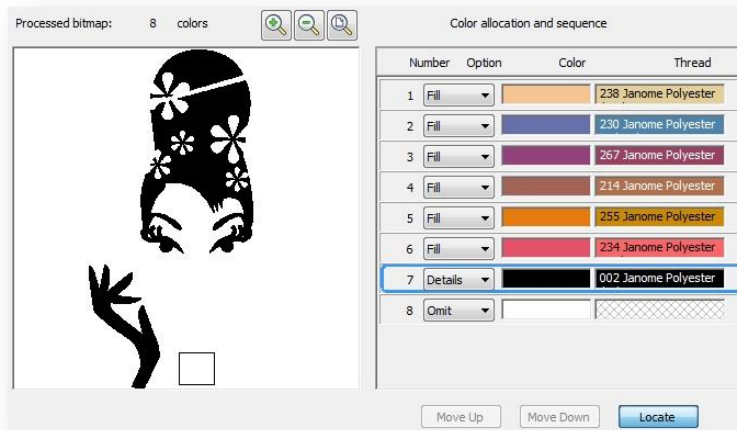 Processed bitmap: 8 colors
Color allocation and sequence
Number Option Color Thread
1 Fill 238 Janome Polyester
2 Fill 230 Janome Polyester
3 Fill 267 Janome Polyester
4 Fill 214 Janome Polyester
5 Fill 255 Janome Polyester
6 Fill 234 Janome Polyester
7 Details 002 Janome Polyester
8 Omit
Move Up Move Down Locate